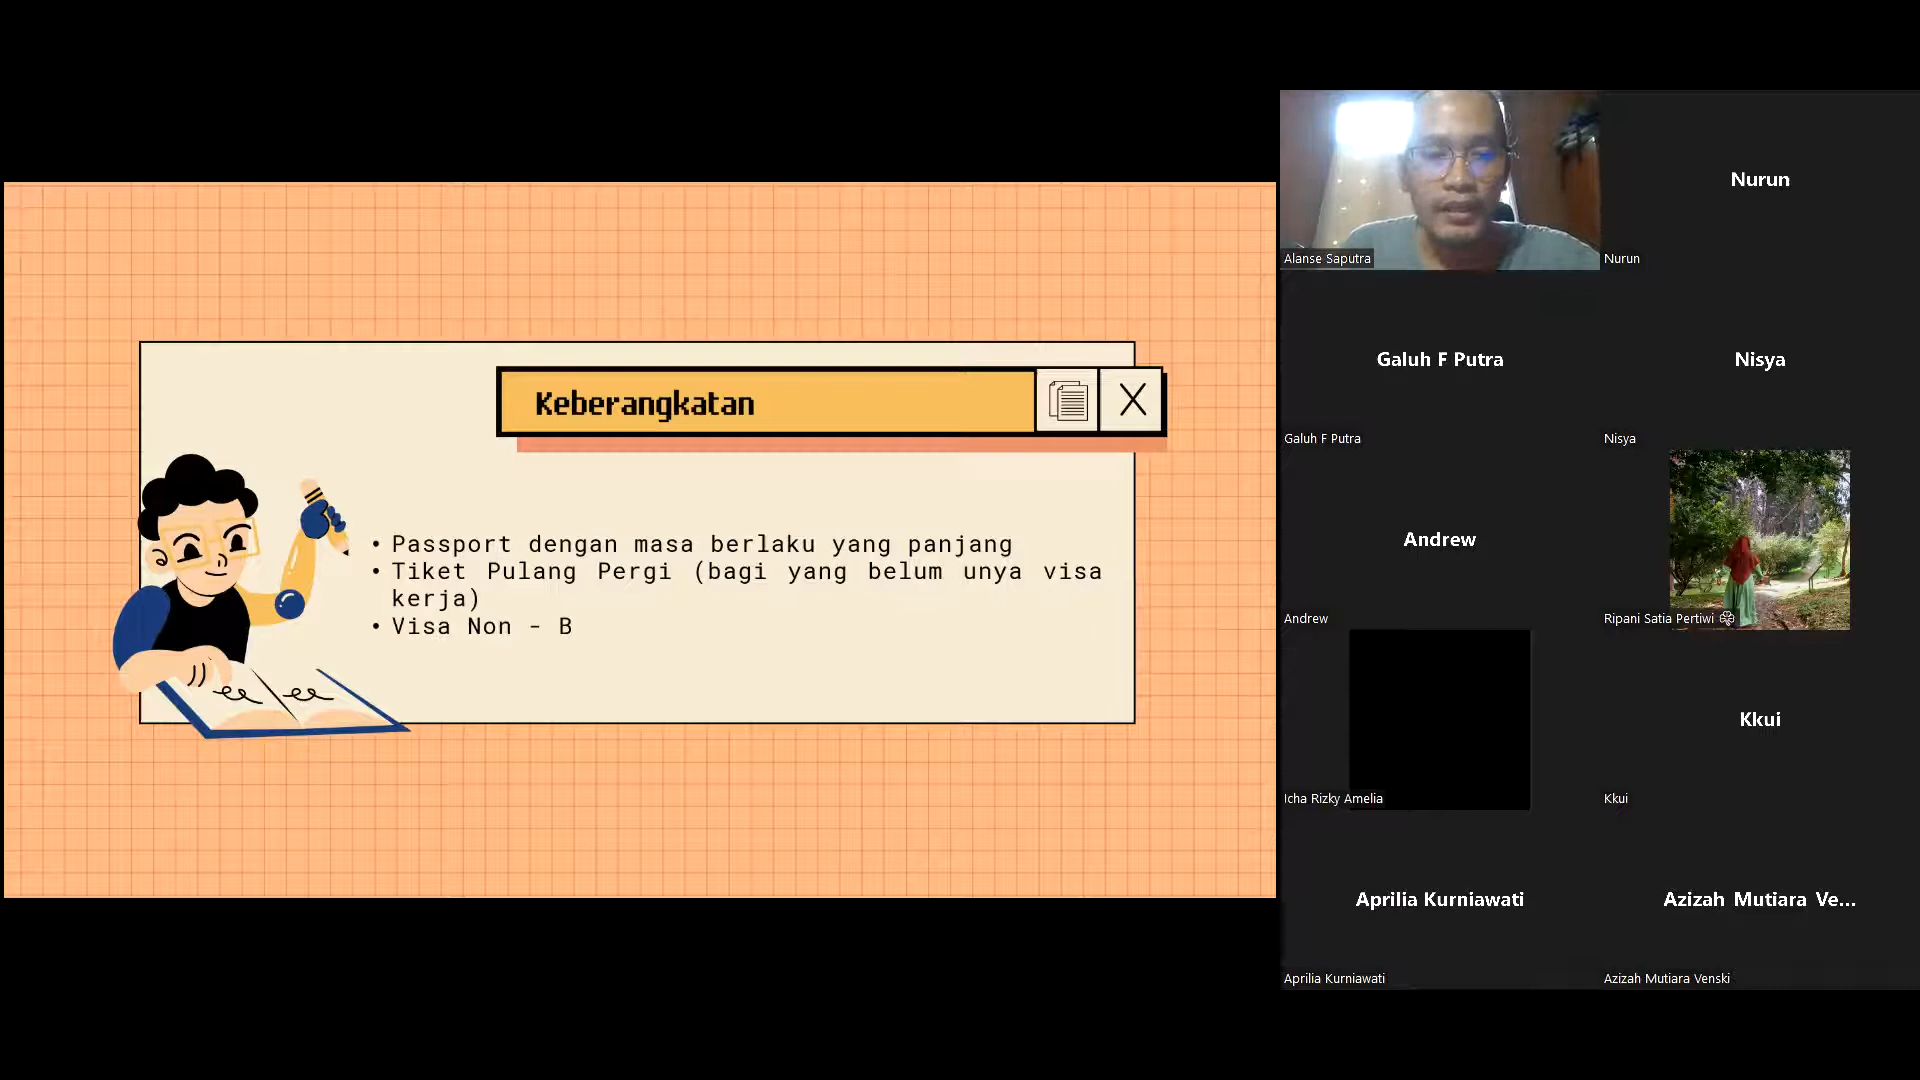 Keberangkatan
• Passport dengan masa berlaku yang panjang
• Tiket Pulang Pergi (bagi yang belum unya visa
kerja)
• Visa Non - B
Alanse Saputra
Nurun
Nurun
Galuh F Putra
Galuh F Putra
Nisya
Nisya
Andrew
Andrew
Ripani Satia Pertiwi
Icha Rizky Amelia
Kkui
Kkui
Aprilia Kurniawati
Aprilia Kurniawati
Azizah Mutiara Ve...
Azizah Mutiara Venski